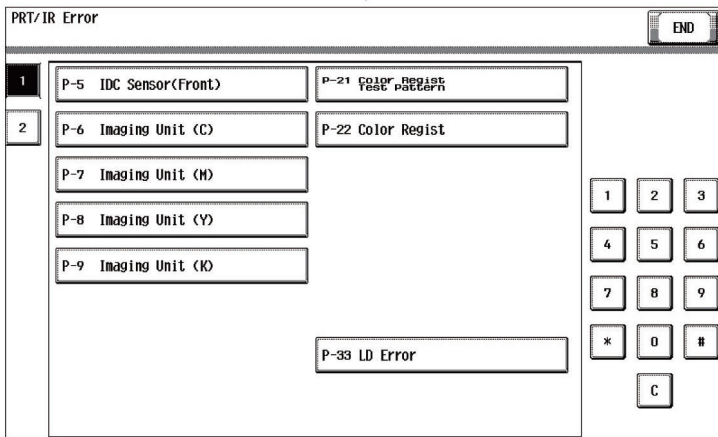 PRT/IR Error
END
1
2
P-5 IDC Sensor(Front)
P-6 Imaging Unit (C)
P-7 Imaging Unit (M)
P-8 Imaging Unit (Y)
P-9 Imaging Unit (K)
P-21 Color Regist
Test Pattern
P-22 Color Regist
P-33 LD Error
1 2 3
4 5 6
7 8 9
* 0 #
C